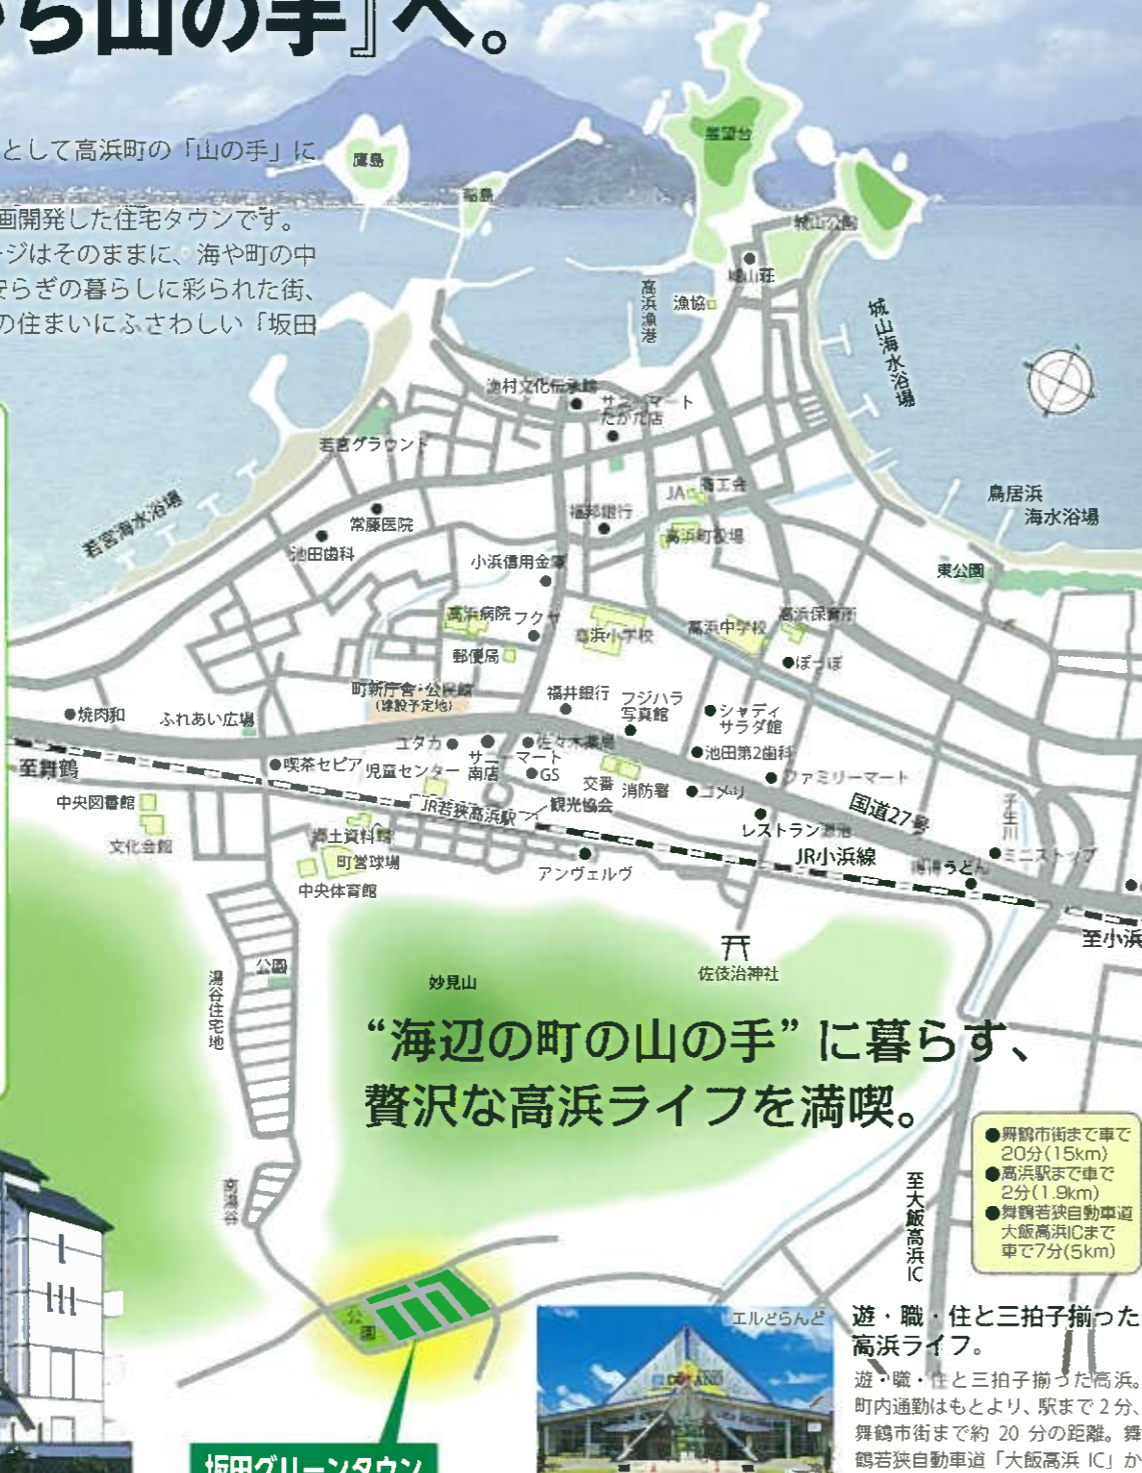 ら山の手』へ。
として高浜町の「山の手」に
画開発した住宅タウンです。
ージはそのままに、海や町の中
安らぎの暮らしに彩られた街、
の住まいにふさわしい「坂田
鷹島
稲島
展望台
城山公園
城山荘
高浜漁港
漁協
城山海水浴場
漁村文化伝承館
サニーマート
たかだ店
若宮グラウンド
若宮海水浴場
常藤医院
池田歯科
JA
商工会
福邦銀行
高浜町役場
鳥居浜
海水浴場
東公園
小浜信用金庫
高浜病院
フクヤ
高浜小学校
高浜中学校
高浜保育所
郵便局
ぽっぽ
町新庁舎・公民館
(建設予定地)
福井銀行
フジハラ
写真館
シャディ
サラダ館
焼肉和
ふれあい広場
ユタカ
サニーマート
南店
佐々木薬局
池田第2歯科
至舞鶴
喫茶セピア
児童センター
GS
交番
消防署
コメリ
ファミリーマート
中央図書館
JR若狭高浜駅
観光協会
国道27号
子生川
文化会館
郷土資料館
町営球場
レストラン
JR小浜線
ミニストップ
得得うどん
中央体育館
アンヴェルヴ
至小浜
佐伎治神社
公園
湯谷住宅地
妙見山
“海辺の町の山の手”に暮らす、
贅沢な高浜ライフを満喫。
●舞鶴市街まで車で
20分(15km)
●高浜駅まで車で
2分(1.9km)
●舞鶴若狭自動車道
大飯高浜ICまで
車で7分(5km)
南湯谷
至大飯高浜IC
公園
エルどらんど
遊・職・住と三拍子揃った
高浜ライフ。
遊・職・住と三拍子揃った高浜。
町内通勤はもとより、駅まで2分、
舞鶴市街まで約 20 分の距離。舞
鶴若狭自動車道「大飯高浜 IC」か
坂田グリーンタウン